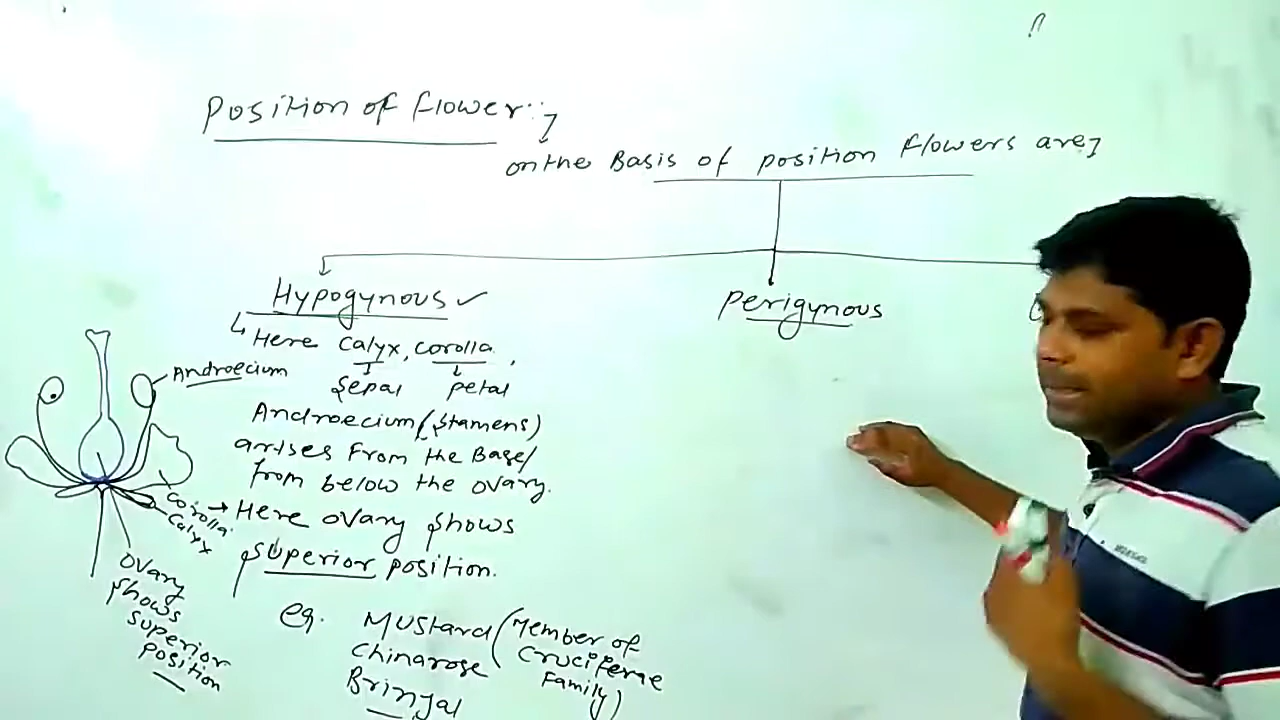 Position of flower:
on the Basis of position flowers are
Hypogynous ✓
Perigynous
Here Calyx, corolla,
Sepal petal
Androecium (Stamens)
arises From the Base/
from below the ovary.
→ Here ovary shows
superior position.
eg. Mustard (Member of
Cruciferae
Family)
Chinarose
Brinjal
Androecium
Corolla
Calyx
Ovary
shows
superior
position